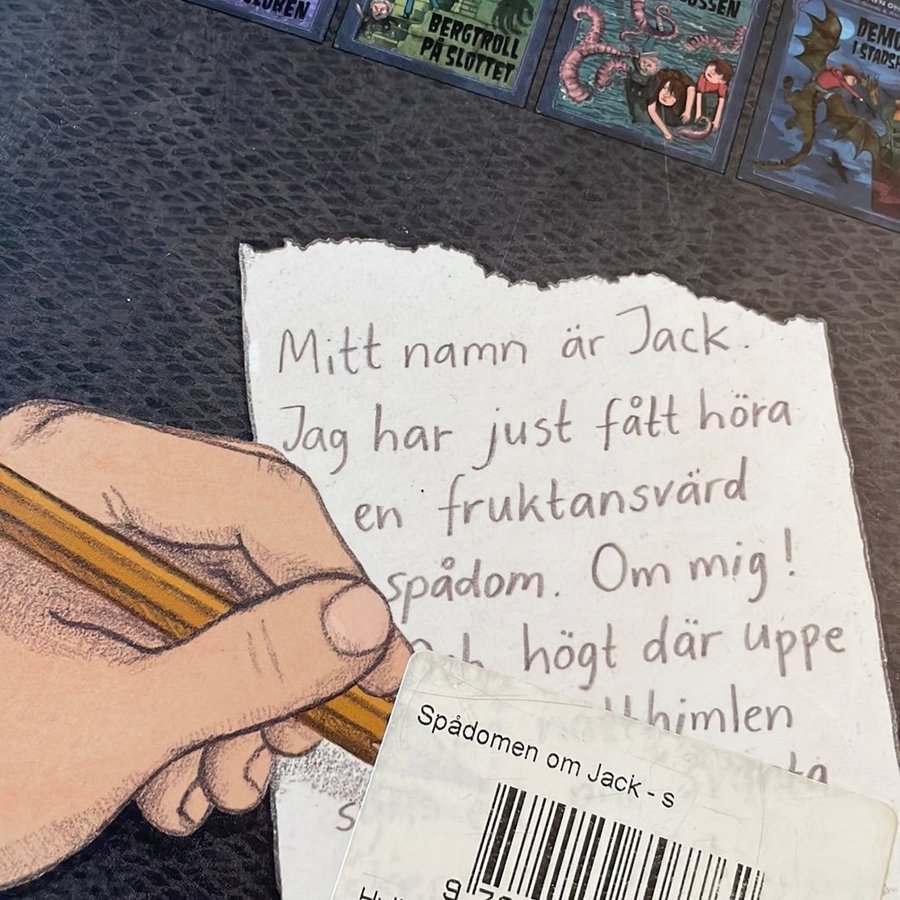 BERGTROLL
PÅ SLOTTET
Mitt namn är Jack.
Jag har just fått höra
en fruktansvärd
spådom. Om mig!
högt där uppe
himlen
Spådomen om Jack - s